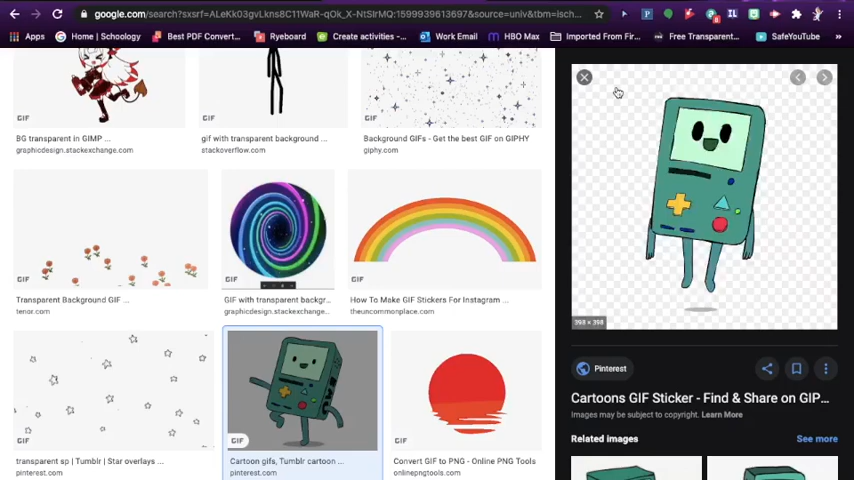 google.com/search?sxsrf=ALeKk03gvLkns8C11WaR-qOk_X-NtSIrMQ:1599939613697&source=univ&tbm=isch...
Apps
Home | Schoology
Best PDF Convert...
Ryeboard
Create activities -...
Work Email
HBO Max
Imported From Fir...
Free Transparent...
SafeYouTube
»
GIF
GIF
GIF
BG transparent in GIMP ...
graphicdesign.stackexchange.com
gif with transparent background ...
stackoverflow.com
Background GIFs - Get the best GIF on GIPHY
giphy.com
GIF
GIF
Transparent Background GIF ...
tenor.com
GIF with transparent backgr...
graphicdesign.stackexchange...
How To Make GIF Stickers For Instagram ...
theuncommonplace.com
GIF
GIF
GIF
transparent sp | Tumblr | Star overlays ...
pinterest.com
Cartoon gifs, Tumblr cartoon ...
pinterest.com
Convert GIF to PNG - Online PNG Tools
onlinepngtools.com
398 × 398
Pinterest
Cartoons GIF Sticker - Find & Share on GIP...
Images may be subject to copyright. Learn More
Related images
See more